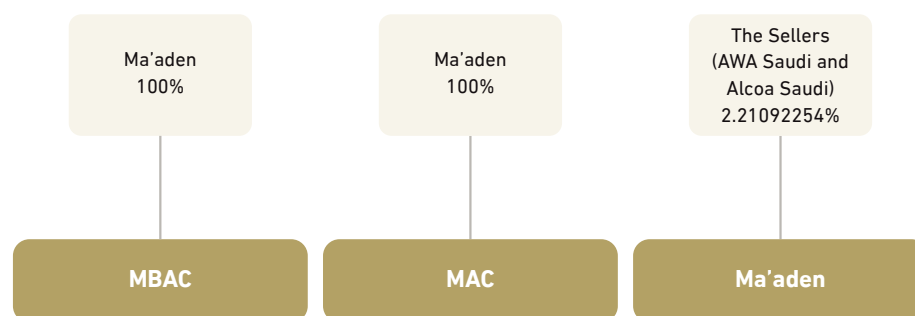 Ma’aden
100%
Ma’aden
100%
The Sellers
(AWA Saudi and
Alcoa Saudi)
2.21092254%
MBAC
MAC
Ma’aden